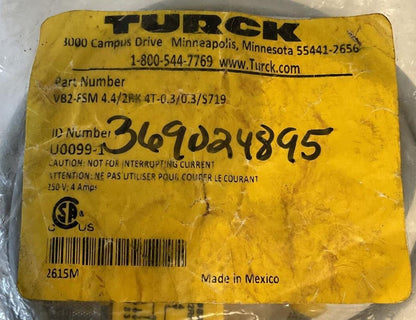 TURCK
3000 Campus Drive Minneapolis, Minnesota 55441-2656
1-800-544-7769 www.Turck.com
Part Number
VB2-FSM 4.4/2RK 4T-0.3/0.3/S719
ID Number
369024895
U0099-1
CAUTION: NOT FOR INTERRUPTING CURRENT
ATTENTION: NE PAS UTILISER POUR COUPER LE COURANT
250 V; 4 Amps
C US
2615M
Made in Mexico